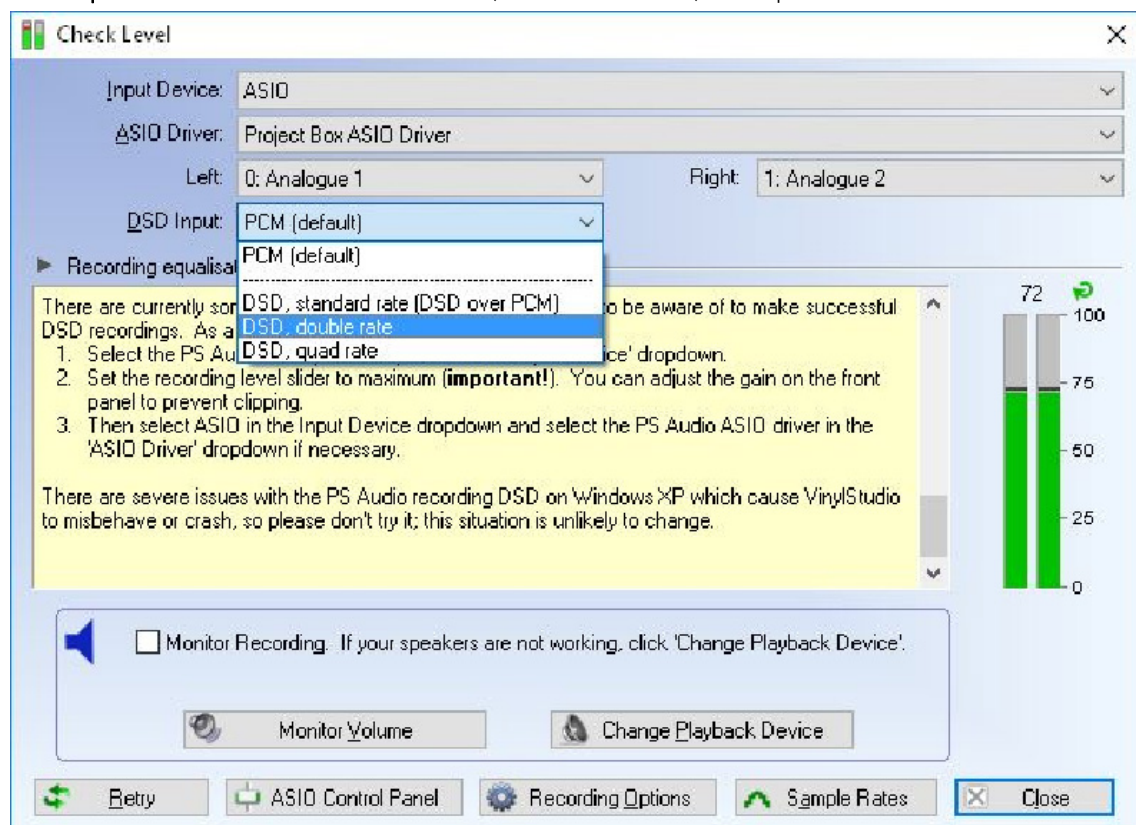 Check Level
Input Device: ASIO
ASIO Driver: Project Box ASIO Driver
Left: 0: Analogue 1 Right: 1: Analogue 2
DSD Input: PCM (default)
PCM (default)
Recording equalisa
DSD, standard rate (DSD over PCM)
DSD, double rate
DSD, quad rate
There are currently so to be aware of to make successful
DSD recordings. As a
1. Select the PS Au ice' dropdown.
2. Set the recording level slider to maximum (important!). You can adjust the gain on the front
panel to prevent clipping.
3. Then select ASIO in the Input Device dropdown and select the PS Audio ASIO driver in the
'ASIO Driver' dropdown if necessary.
There are severe issues with the PS Audio recording DSD on Windows XP which cause VinylStudio
to misbehave or crash, so please don't try it; this situation is unlikely to change.
72
100
75
50
25
0
Monitor Recording. If your speakers are not working, click 'Change Playback Device'.
Monitor Volume Change Playback Device
Retry ASIO Control Panel Recording Options Sample Rates Close